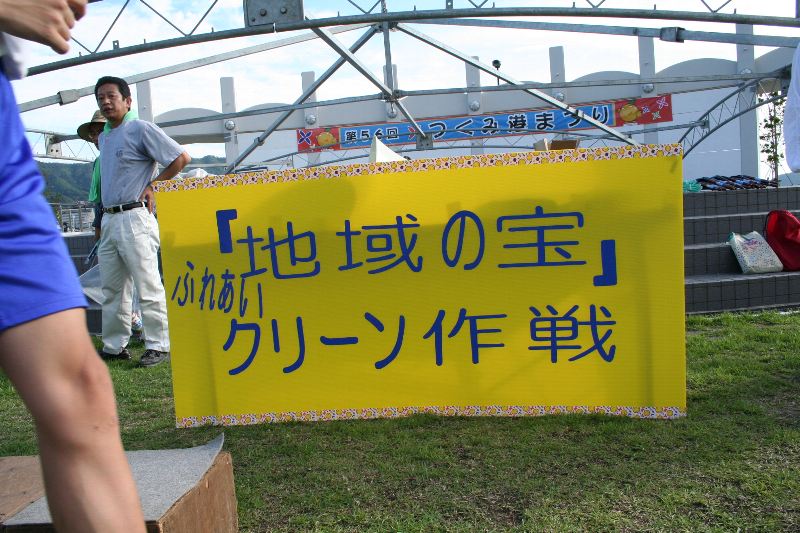 第56回つくみ港まつり
『地域の宝』
ふれあい
クリーン作戦